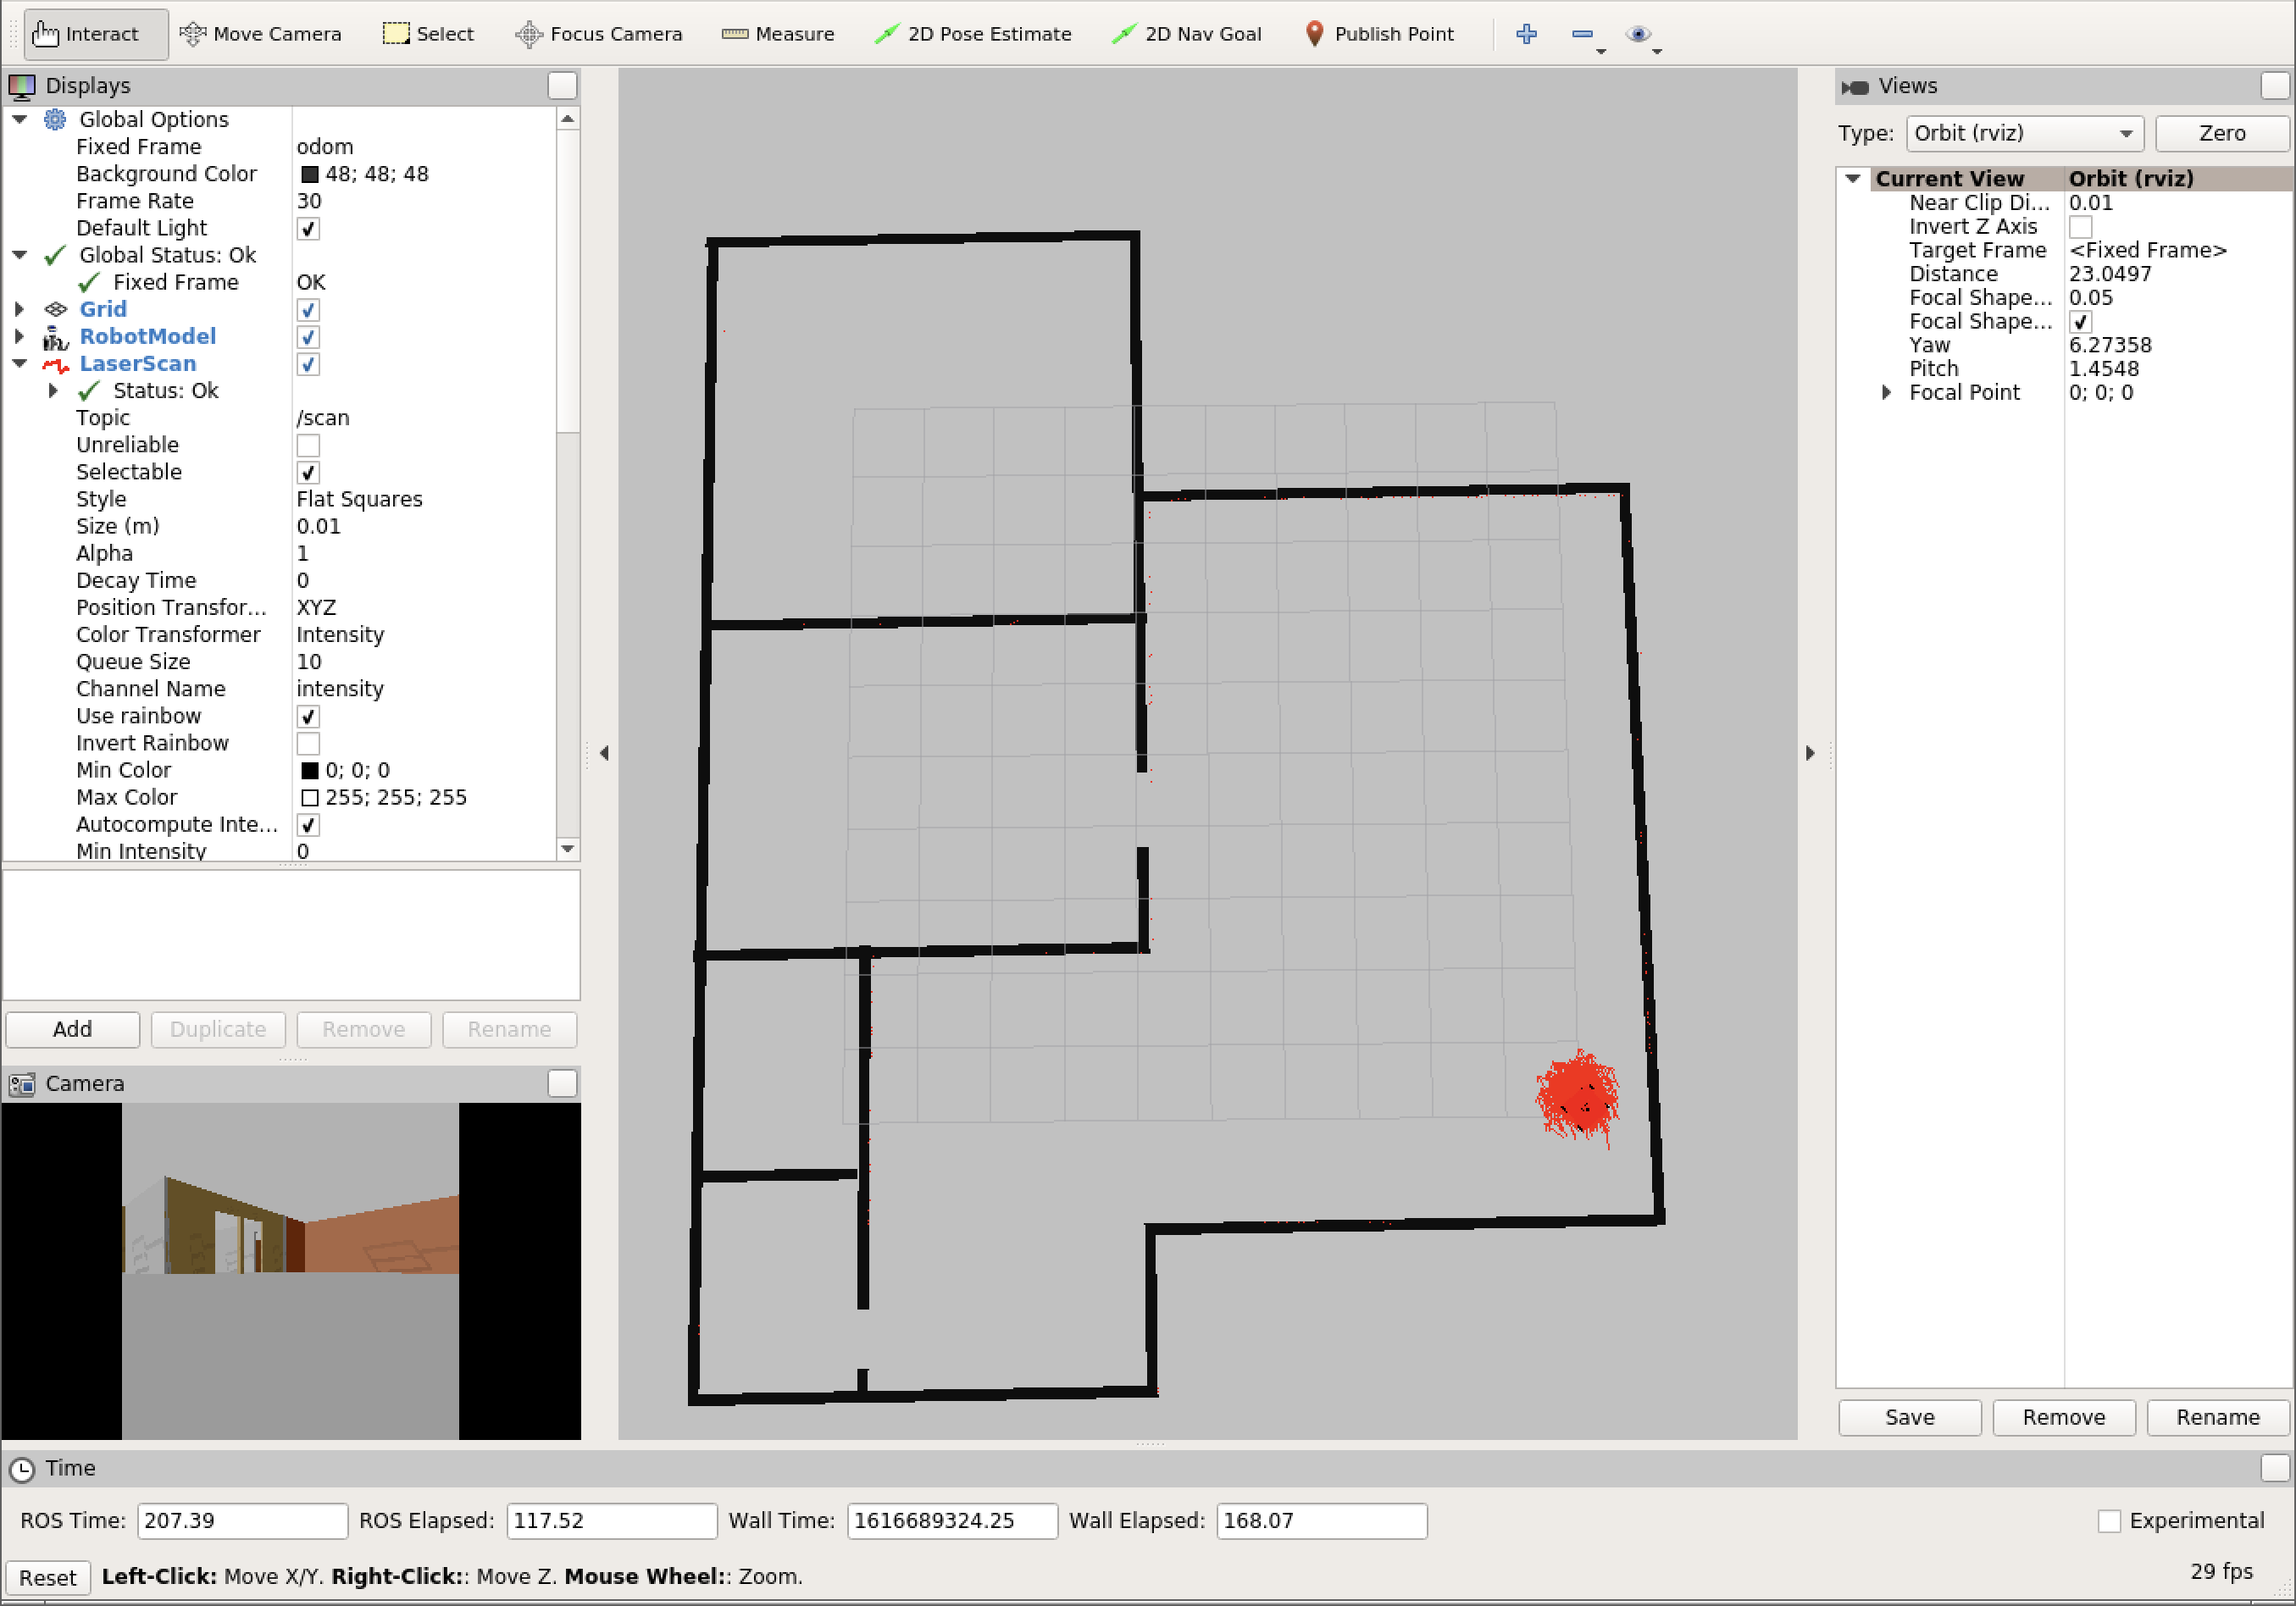 Interact Move Camera Select Focus Camera Measure 2D Pose Estimate 2D Nav Goal Publish Point
Displays
Global Options
Fixed Frame odom
Background Color 48; 48; 48
Frame Rate 30
Default Light
Global Status: Ok
Fixed Frame OK
Grid
RobotModel
LaserScan
Status: Ok
Topic /scan
Unreliable
Selectable
Style Flat Squares
Size (m) 0.01
Alpha 1
Decay Time 0
Position Transfor... XYZ
Color Transformer Intensity
Queue Size 10
Channel Name intensity
Use rainbow
Invert Rainbow
Min Color 0; 0; 0
Max Color 255; 255; 255
Autocompute Inte...
Min Intensity 0
Add Duplicate Remove Rename
Camera
Views
Type: Orbit (rviz) Zero
Current View Orbit (rviz)
Near Clip Di... 0.01
Invert Z Axis
Target Frame <Fixed Frame>
Distance 23.0497
Focal Shape... 0.05
Focal Shape...
Yaw 6.27358
Pitch 1.4548
Focal Point 0; 0; 0
Save Remove Rename
Time
ROS Time: 207.39 ROS Elapsed: 117.52 Wall Time: 1616689324.25 Wall Elapsed: 168.07 Experimental
Reset Left-Click: Move X/Y. Right-Click:: Move Z. Mouse Wheel:: Zoom. 29 fps